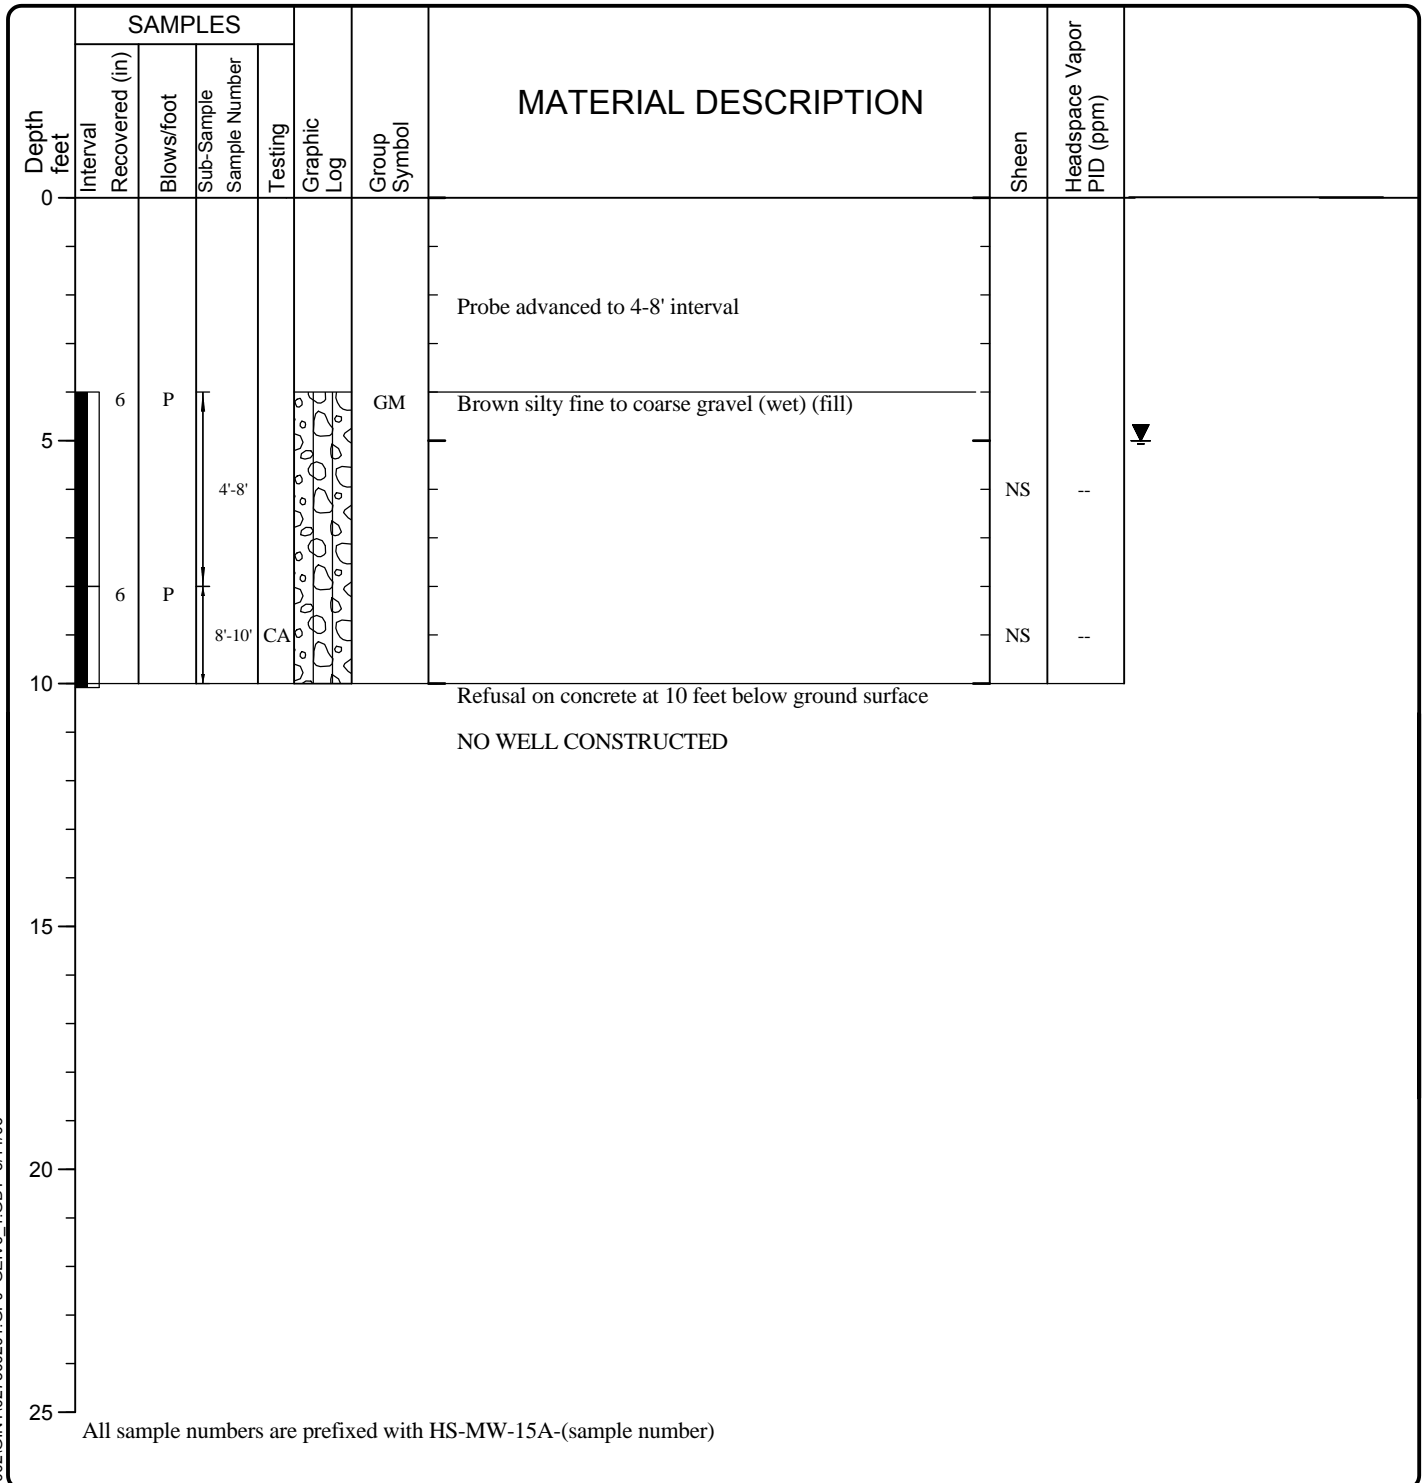 SAMPLES
Depth
feet
Interval
Recovered (in)
Blows/foot
Sub-Sample
Sample Number
Testing
Graphic
Log
Group
Symbol
MATERIAL DESCRIPTION
Sheen
Headspace Vapor
PID (ppm)
0
Probe advanced to 4-8' interval
6 P GM Brown silty fine to coarse gravel (wet) (fill)
5
4'-8' NS --
6 P
8'-10' CA NS --
10
Refusal on concrete at 10 feet below ground surface
NO WELL CONSTRUCTED
15
20
25
All sample numbers are prefixed with HS-MW-15A-(sample number)